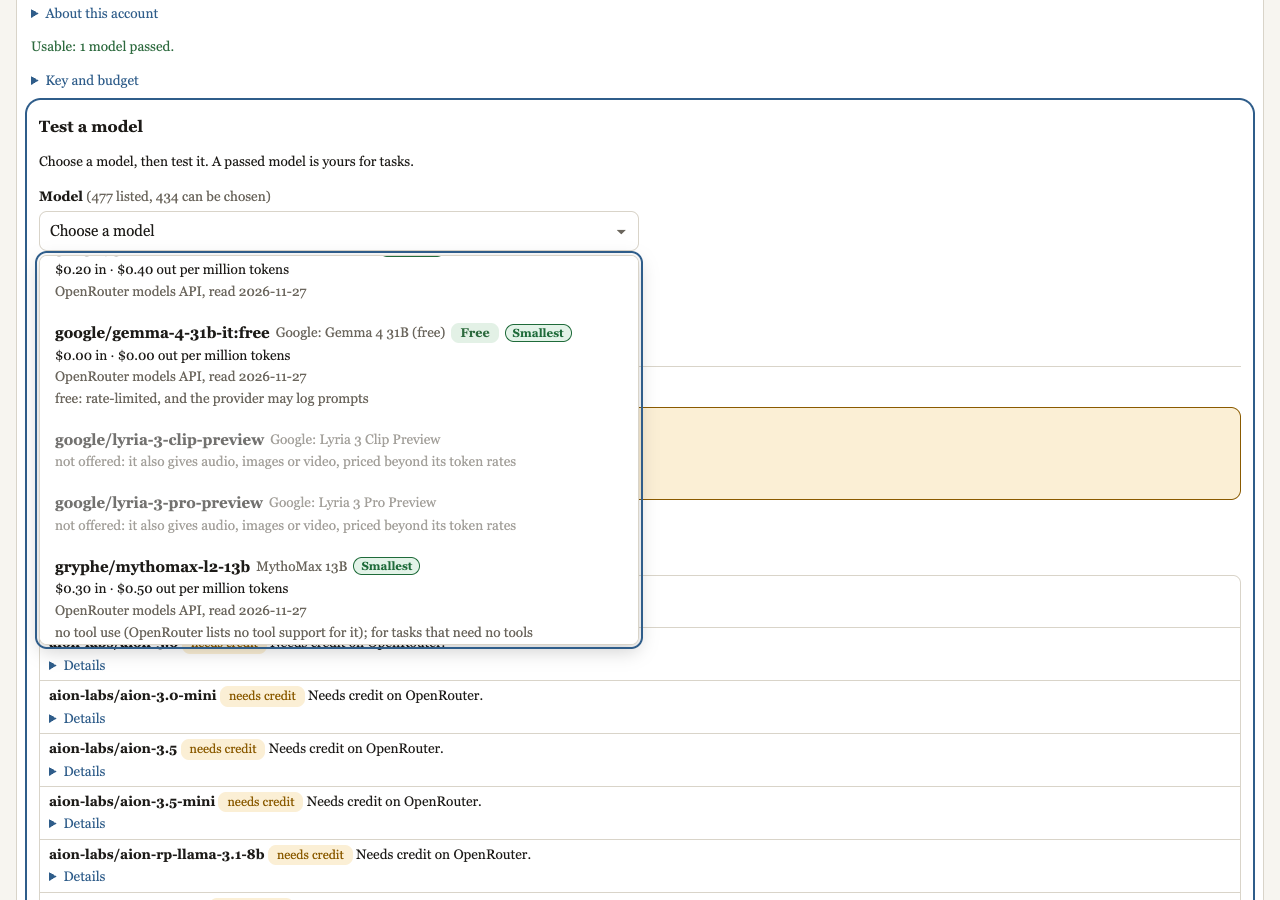 ▶ About this account
Usable: 1 model passed.
▶ Key and budget
Test a model
Choose a model, then test it. A passed model is yours for tasks.
Model (477 listed, 434 can be chosen)
Choose a model
$0.20 in · $0.40 out per million tokens
OpenRouter models API, read 2026-11-27
google/gemma-4-31b-it:free Google: Gemma 4 31B (free) Free Smallest
$0.00 in · $0.00 out per million tokens
OpenRouter models API, read 2026-11-27
free: rate-limited, and the provider may log prompts
google/lyria-3-clip-preview Google: Lyria 3 Clip Preview
not offered: it also gives audio, images or video, priced beyond its token rates
google/lyria-3-pro-preview Google: Lyria 3 Pro Preview
not offered: it also gives audio, images or video, priced beyond its token rates
gryphe/mythomax-l2-13b MythoMax 13B Smallest
$0.30 in · $0.50 out per million tokens
OpenRouter models API, read 2026-11-27
no tool use (OpenRouter lists no tool support for it); for tasks that need no tools
▶ Details
aion-labs/aion-3.0-mini needs credit Needs credit on OpenRouter.
▶ Details
aion-labs/aion-3.5 needs credit Needs credit on OpenRouter.
▶ Details
aion-labs/aion-3.5-mini needs credit Needs credit on OpenRouter.
▶ Details
aion-labs/aion-rp-llama-3.1-8b needs credit Needs credit on OpenRouter.
▶ Details